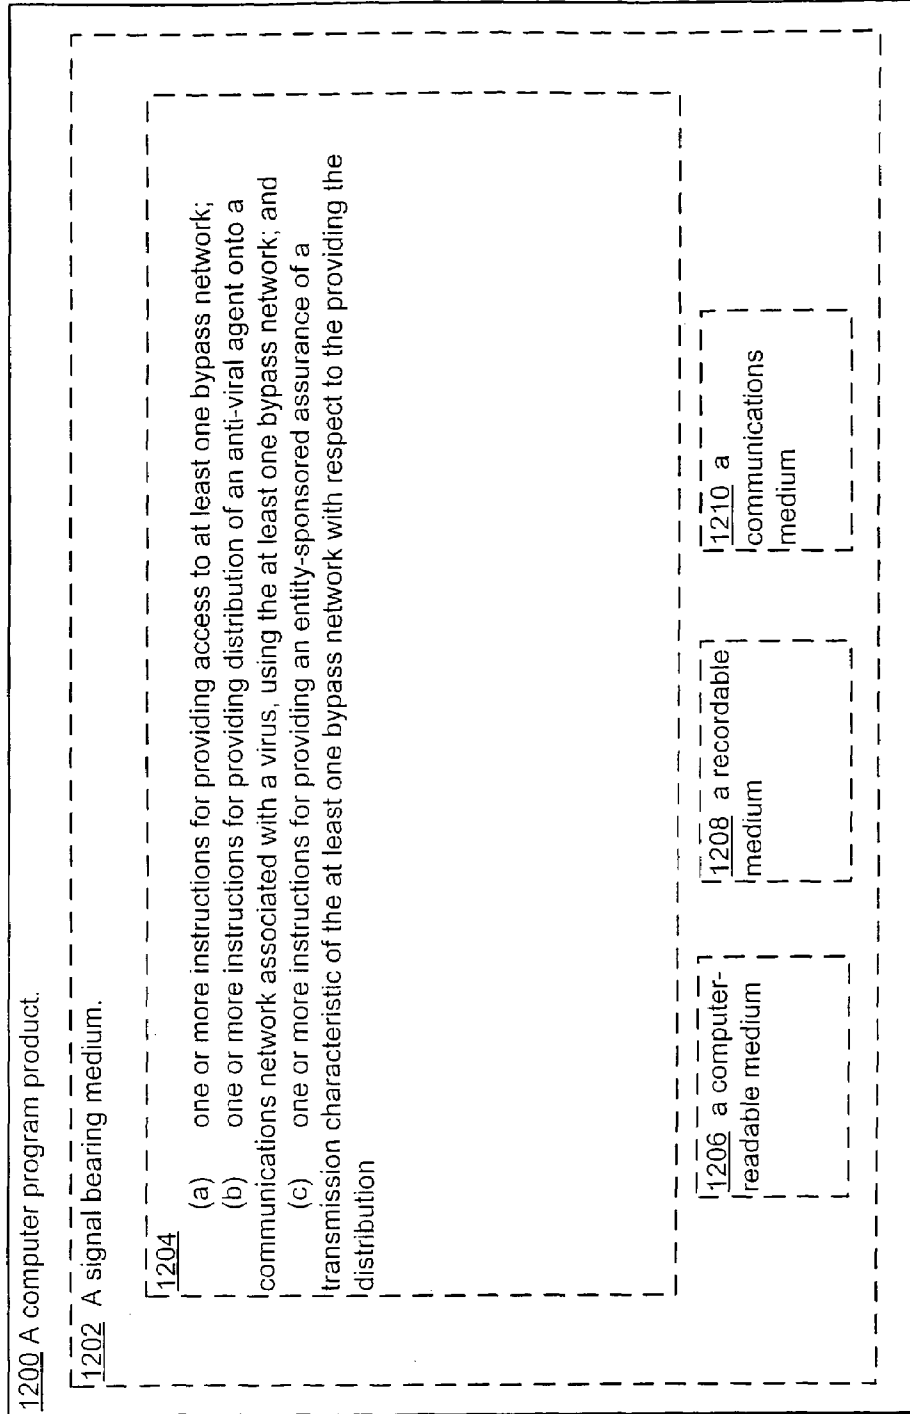 1200 A computer program product.
1202 A signal bearing medium.
1204
(a) one or more instructions for providing access to at least one bypass network;
(b) one or more instructions for providing distribution of an anti-viral agent onto a
communications network associated with a virus, using the at least one bypass network; and
(c) one or more instructions for providing an entity-sponsored assurance of a
transmission characteristic of the at least one bypass network with respect to the providing the
distribution
1206 a computer-
readable medium
1208 a recordable
medium
1210 a
communications
medium